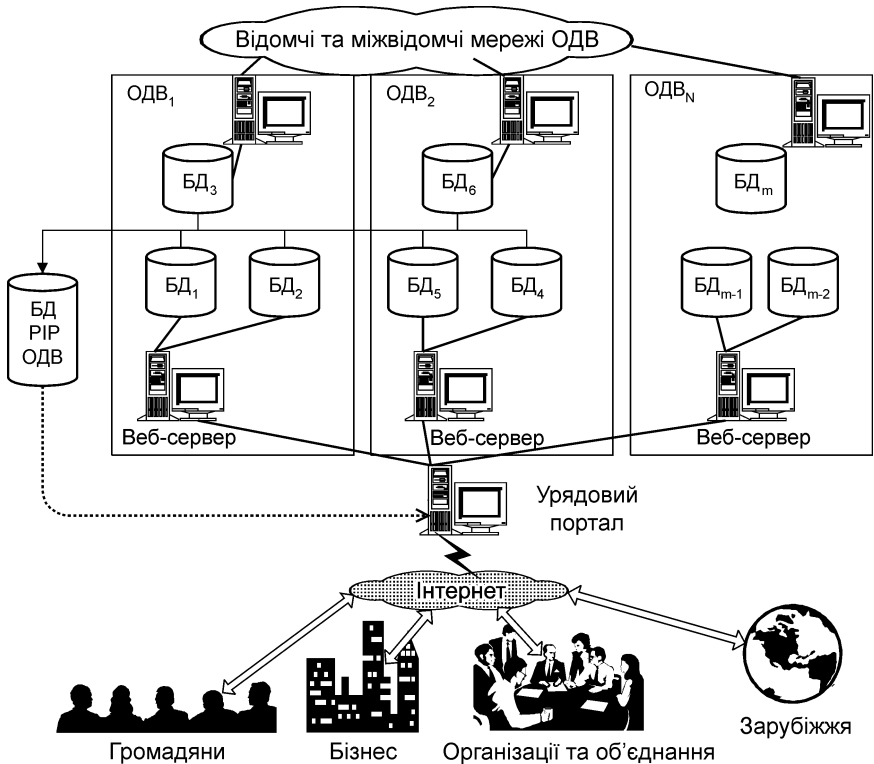 Відомчі та міжвідомчі мережі ОДВ
ОДВ1
ОДВ2
ОДВN
БД3
БД6
БДm
БД1
БД2
БД5
БД4
БДm-1
БДm-2
БД
РІР
ОДВ
Веб-сервер
Веб-сервер
Веб-сервер
Урядовий
портал
Інтернет
Громадяни
Бізнес
Організації та об’єднання
Зарубіжжя